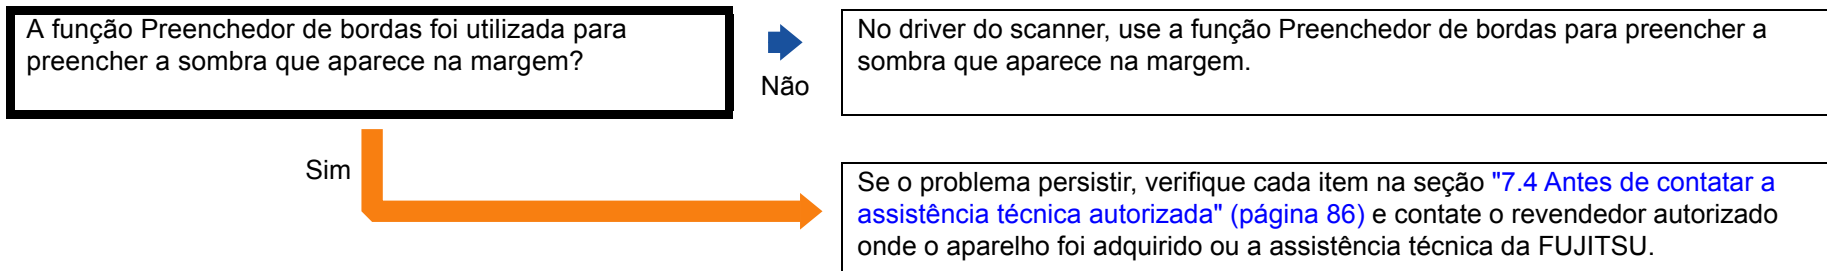 A função Preenchedor de bordas foi utilizada para
preencher a sombra que aparece na margem?
Não
No driver do scanner, use a função Preenchedor de bordas para preencher a
sombra que aparece na margem.
Sim
Se o problema persistir, verifique cada item na seção "7.4 Antes de contatar a
assistência técnica autorizada" (página 86) e contate o revendedor autorizado
onde o aparelho foi adquirido ou a assistência técnica da FUJITSU.